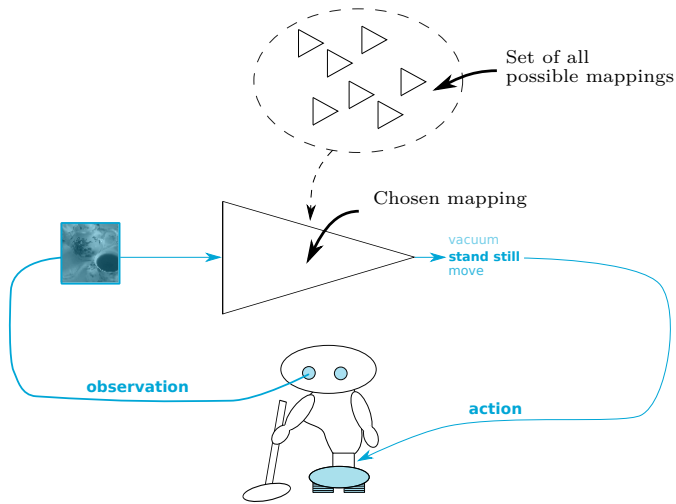 Set of all
possible mappings
Chosen mapping
vacuum
stand still
move
observation
action